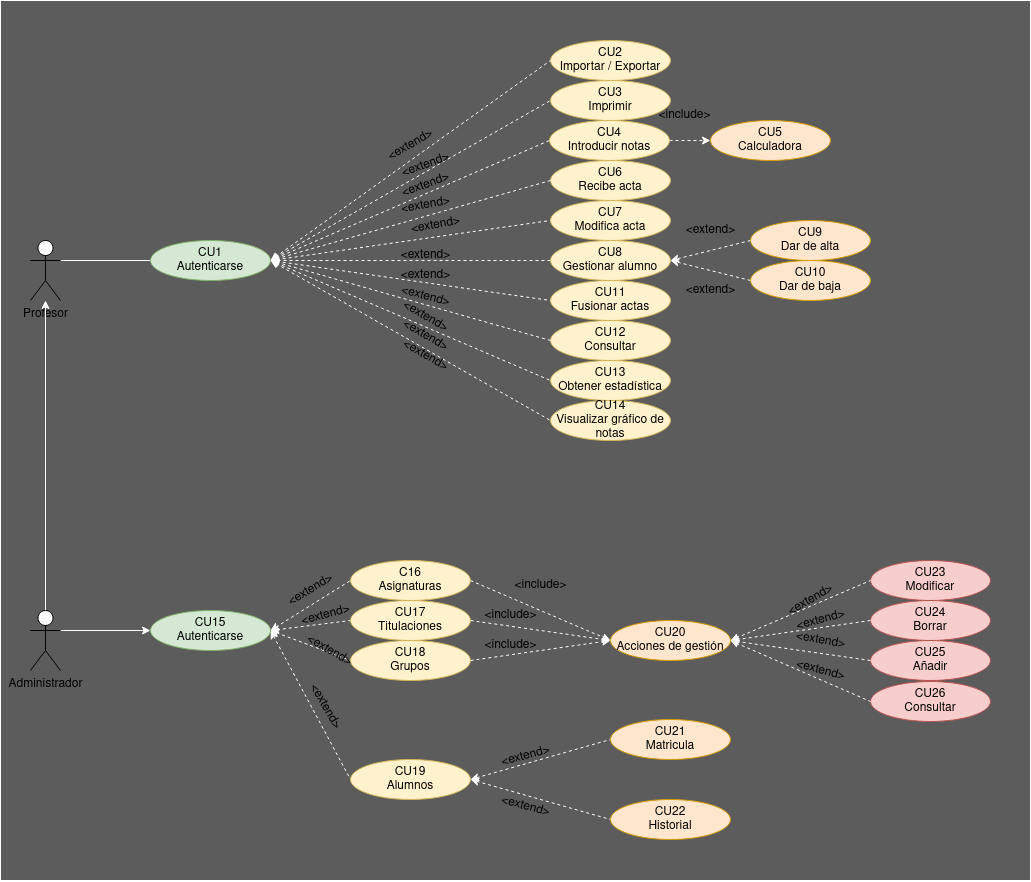 CU2
Importar / Exportar
CU3
Imprimir
<include>
CU4
Introducir notas
CU5
Calculadora
<extend>
<extend>
<extend>
<extend>
<extend>
<extend>
<extend>
<extend>
<extend>
<extend>
CU6
Recibe acta
CU7
Modifica acta
CU8
Gestionar alumno
<extend>
<extend>
CU9
Dar de alta
CU10
Dar de baja
CU1
Autenticarse
Profesor
CU11
Fusionar actas
CU12
Consultar
CU13
Obtener estadística
CU14
Visualizar gráfico de
notas
C16
Asignaturas
CU17
Titulaciones
CU18
Grupos
<extend>
<extend>
<extend>
<extend>
<include>
<include>
<include>
CU15
Autenticarse
Administrador
CU20
Acciones de gestión
<extend>
<extend>
<extend>
<extend>
CU23
Modificar
CU24
Borrar
CU25
Añadir
CU26
Consultar
CU19
Alumnos
<extend>
<extend>
CU21
Matricula
CU22
Historial